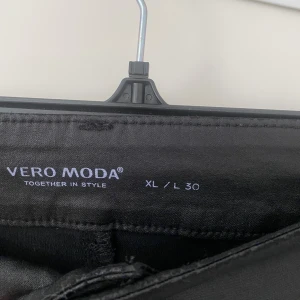 VERO MODA®
TOGETHER IN STYLE
XL / L 30